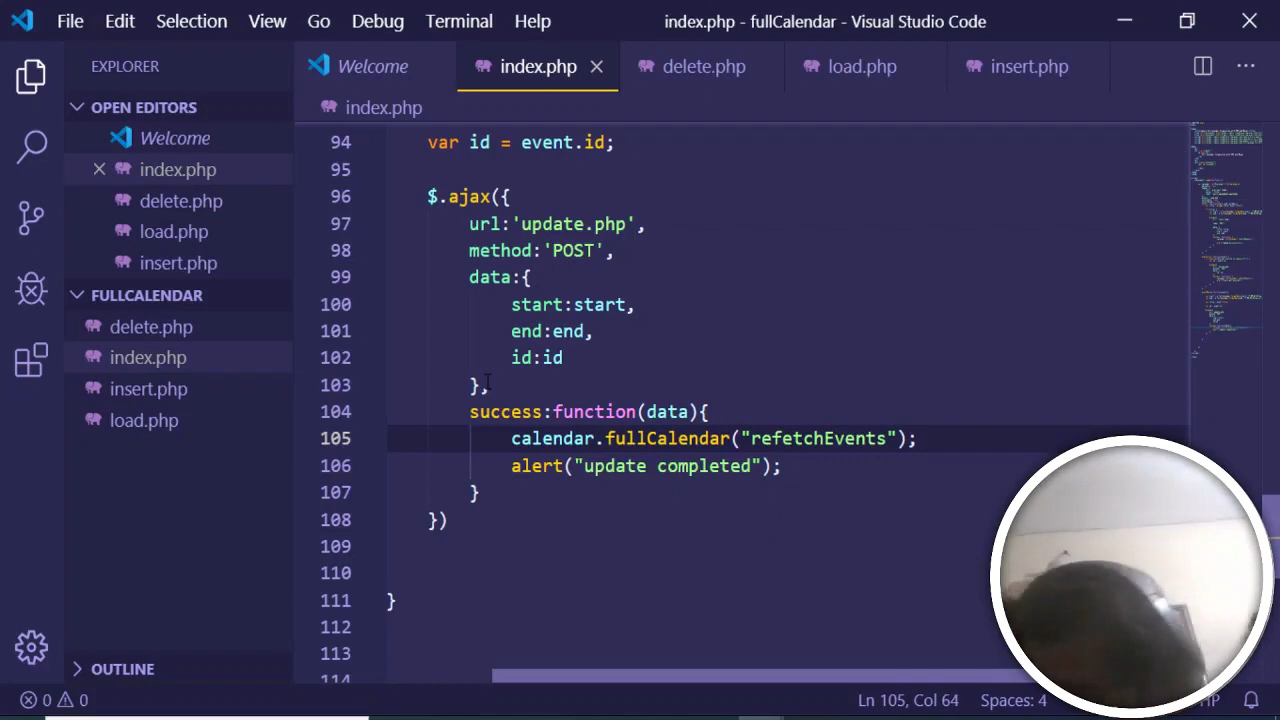 File Edit Selection View Go Debug Terminal Help index.php - fullCalendar - Visual Studio Code
EXPLORER
Welcome index.php delete.php load.php insert.php
OPEN EDITORS
Welcome
index.php
delete.php
load.php
insert.php
FULLCALENDAR
delete.php
index.php
insert.php
load.php
OUTLINE
index.php
94 var id = event.id;
95
96 $.ajax({
97 url:'update.php',
98 method:'POST',
99 data:{
100 start:start,
101 end:end,
102 id:id
103 },
104 success:function(data){
105 calendar.fullCalendar("refetchEvents");
106 alert("update completed");
107 }
108 })
109
110
111 }
112
113
114
0 0 Ln 105, Col 64 Spaces: 4 HP